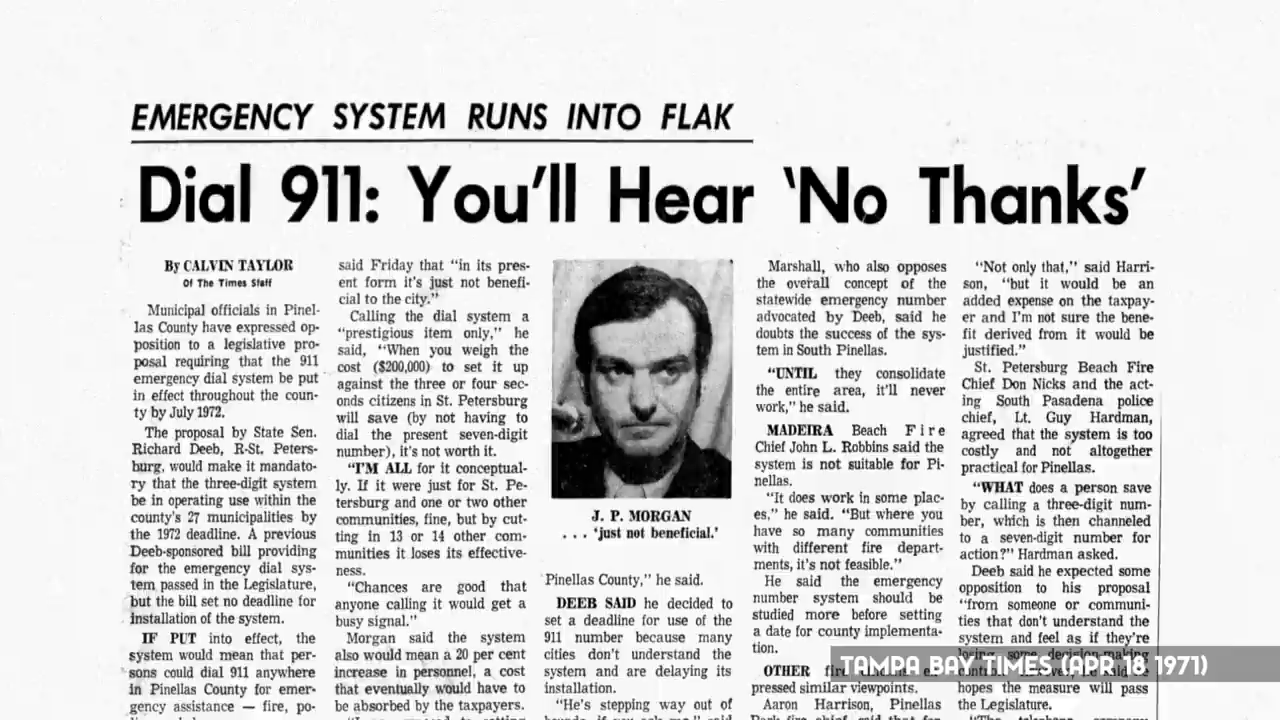 EMERGENCY SYSTEM RUNS INTO FLAK
Dial 911: You'll Hear 'No Thanks'
By CALVIN TAYLOR
Of The Times Staff
Municipal officials in Pinel-
las County have expressed op-
position to a legislative pro-
posal requiring that the 911
emergency dial system be put
in effect throughout the coun-
ty by July 1972.
The proposal by State Sen.
Richard Deeb, R-St. Peters-
burg, would make it mandato-
ry that the three-digit system
be in operating use within the
county's 27 municipalities by
the 1972 deadline. A previous
Deeb-sponsored bill providing
for the emergency dial sys-
tem passed in the Legislature,
but the bill set no deadline for
installation of the system.
IF PUT into effect, the
system would mean that per-
sons could dial 911 anywhere
in Pinellas County for emer-
gency assistance — fire, po-
said Friday that "in its pres-
ent form it's just not benefi-
cial to the city."
Calling the dial system a
"prestigious item only," he
said, "When you weigh the
cost ($200,000) to set it up
against the three or four sec-
onds citizens in St. Petersburg
will save (by not having to
dial the present seven-digit
number), it's not worth it.
"I'M ALL for it conceptual-
ly. If it were just for St. Pe-
tersburg and one or two other
communities, fine, but by cut-
ting in 13 or 14 other com-
munities it loses its effective-
ness.
"Chances are good that
anyone calling it would get a
busy signal."
Morgan said the system
also would mean a 20 per cent
increase in personnel, a cost
that eventually would have to
be absorbed by the taxpayers.
J. P. MORGAN
. . . 'just not beneficial.'
Pinellas County," he said.
DEEB SAID he decided to
set a deadline for use of the
911 number because many
cities don't understand the
system and are delaying its
installation.
"He's stepping way out of
Marshall, who also opposes
the overall concept of the
statewide emergency number
advocated by Deeb, said he
doubts the success of the sys-
tem in South Pinellas.
"UNTIL they consolidate
the entire area, it'll never
work," he said.
MADEIRA Beach Fire
Chief John L. Robbins said the
system is not suitable for Pi-
nellas.
"It does work in some plac-
es," he said. "But where you
have so many communities
with different fire depart-
ments, it's not feasible."
He said the emergency
number system should be
studied more before setting
a date for county implementa-
tion.
OTHER
pressed similar viewpoints.
Aaron Harrison, Pinellas
"Not only that," said Harri-
son, "but it would be an
added expense on the taxpay-
er and I'm not sure the bene-
fit derived from it would be
justified."
St. Petersburg Beach Fire
Chief Don Nicks and the act-
ing South Pasadena police
chief, Lt. Guy Hardman,
agreed that the system is too
costly and not altogether
practical for Pinellas.
"WHAT does a person save
by calling a three-digit num-
ber, which is then channeled
to a seven-digit number for
action?" Hardman asked.
Deeb said he expected some
opposition to his proposal
"from someone or communi-
ties that don't understand the
system and feel as if they're
losing some decision-making
hopes the measure will pass
the Legislature.
TAMPA BAY TIMES (APR 18 1971)